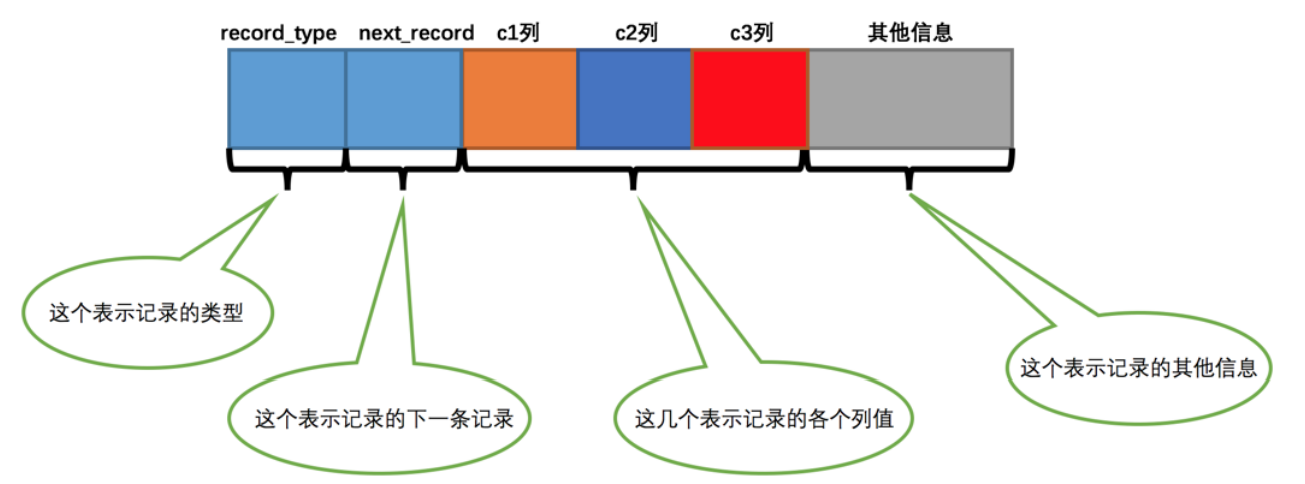 record_type next_record c1列 c2列 c3列 其他信息
这个表示记录的类型
这个表示记录的下一条记录
这几个表示记录的各个列值
这个表示记录的其他信息